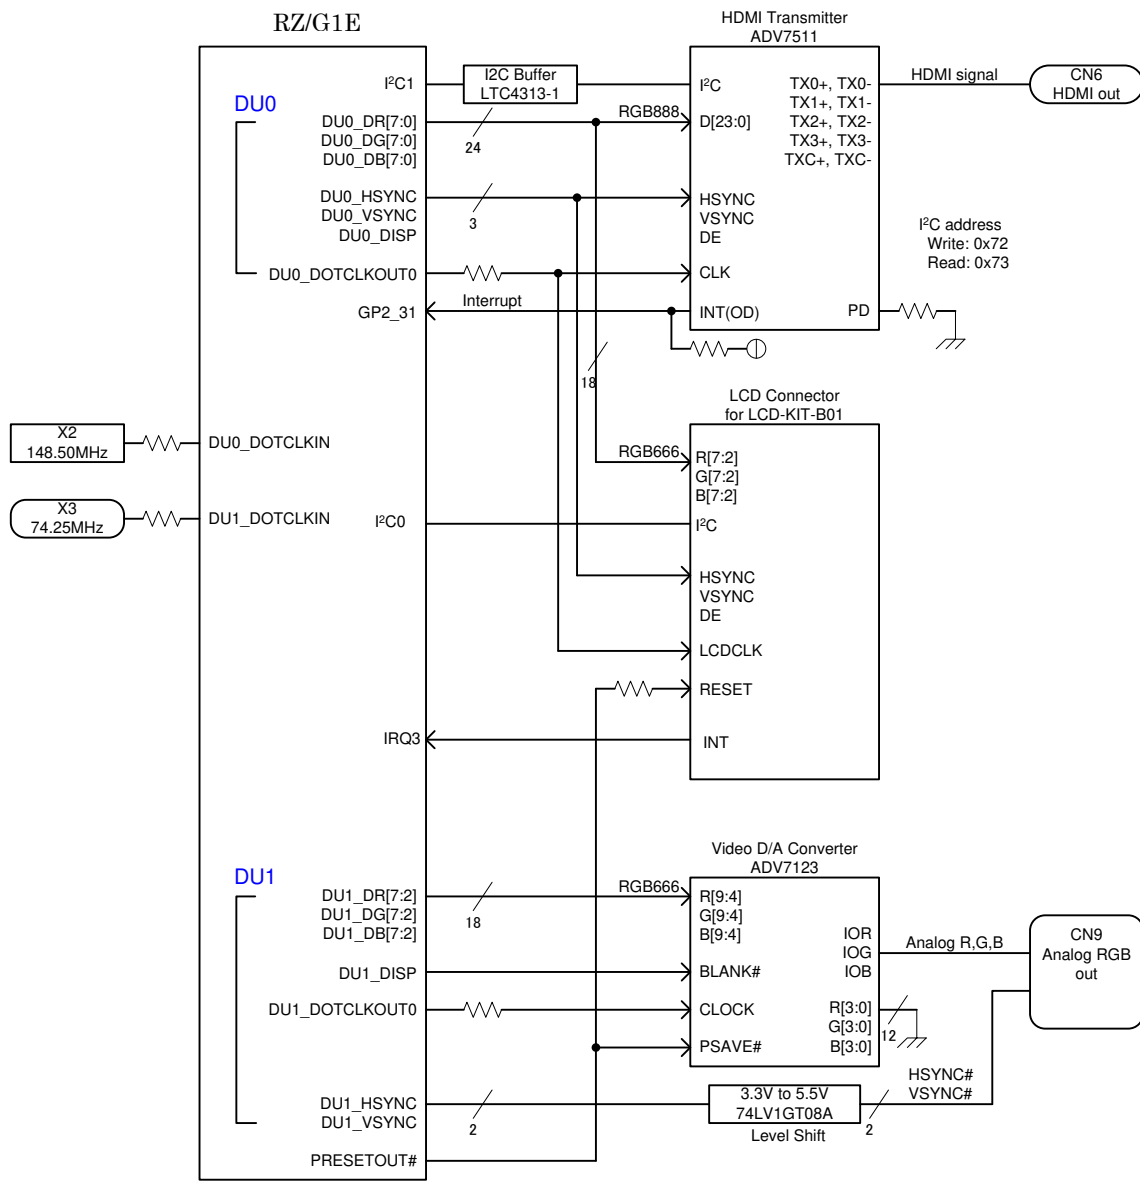 RZ/G1E
HDMI Transmitter
ADV7511
I²C1
I2C Buffer
LTC4313-1
I²C
TX0+, TX0-
TX1+, TX1-
TX2+, TX2-
TX3+, TX3-
TXC+, TXC-
HDMI signal
CN6
HDMI out
DU0
DU0_DR[7:0]
DU0_DG[7:0]
DU0_DB[7:0]
24
RGB888
D[23:0]
DU0_HSYNC
DU0_VSYNC
DU0_DISP
3
HSYNC
VSYNC
DE
I²C address
Write: 0x72
Read: 0x73
DU0_DOTCLKOUT0
CLK
GP2_31
Interrupt
INT(OD)
PD
18
LCD Connector
for LCD-KIT-B01
X2
148.50MHz
DU0_DOTCLKIN
RGB666
R[7:2]
G[7:2]
B[7:2]
X3
74.25MHz
DU1_DOTCLKIN
I²C0
I²C
HSYNC
VSYNC
DE
LCDCLK
RESET
IRQ3
INT
Video D/A Converter
ADV7123
DU1
DU1_DR[7:2]
DU1_DG[7:2]
DU1_DB[7:2]
18
RGB666
R[9:4]
G[9:4]
B[9:4]
IOR
IOG
IOB
Analog R,G,B
CN9
Analog RGB
out
DU1_DISP
BLANK#
DU1_DOTCLKOUT0
CLOCK
R[3:0]
G[3:0]
B[3:0]
12
PSAVE#
HSYNC#
VSYNC#
DU1_HSYNC
DU1_VSYNC
2
3.3V to 5.5V
74LV1GT08A
Level Shift
2
PRESETOUT#